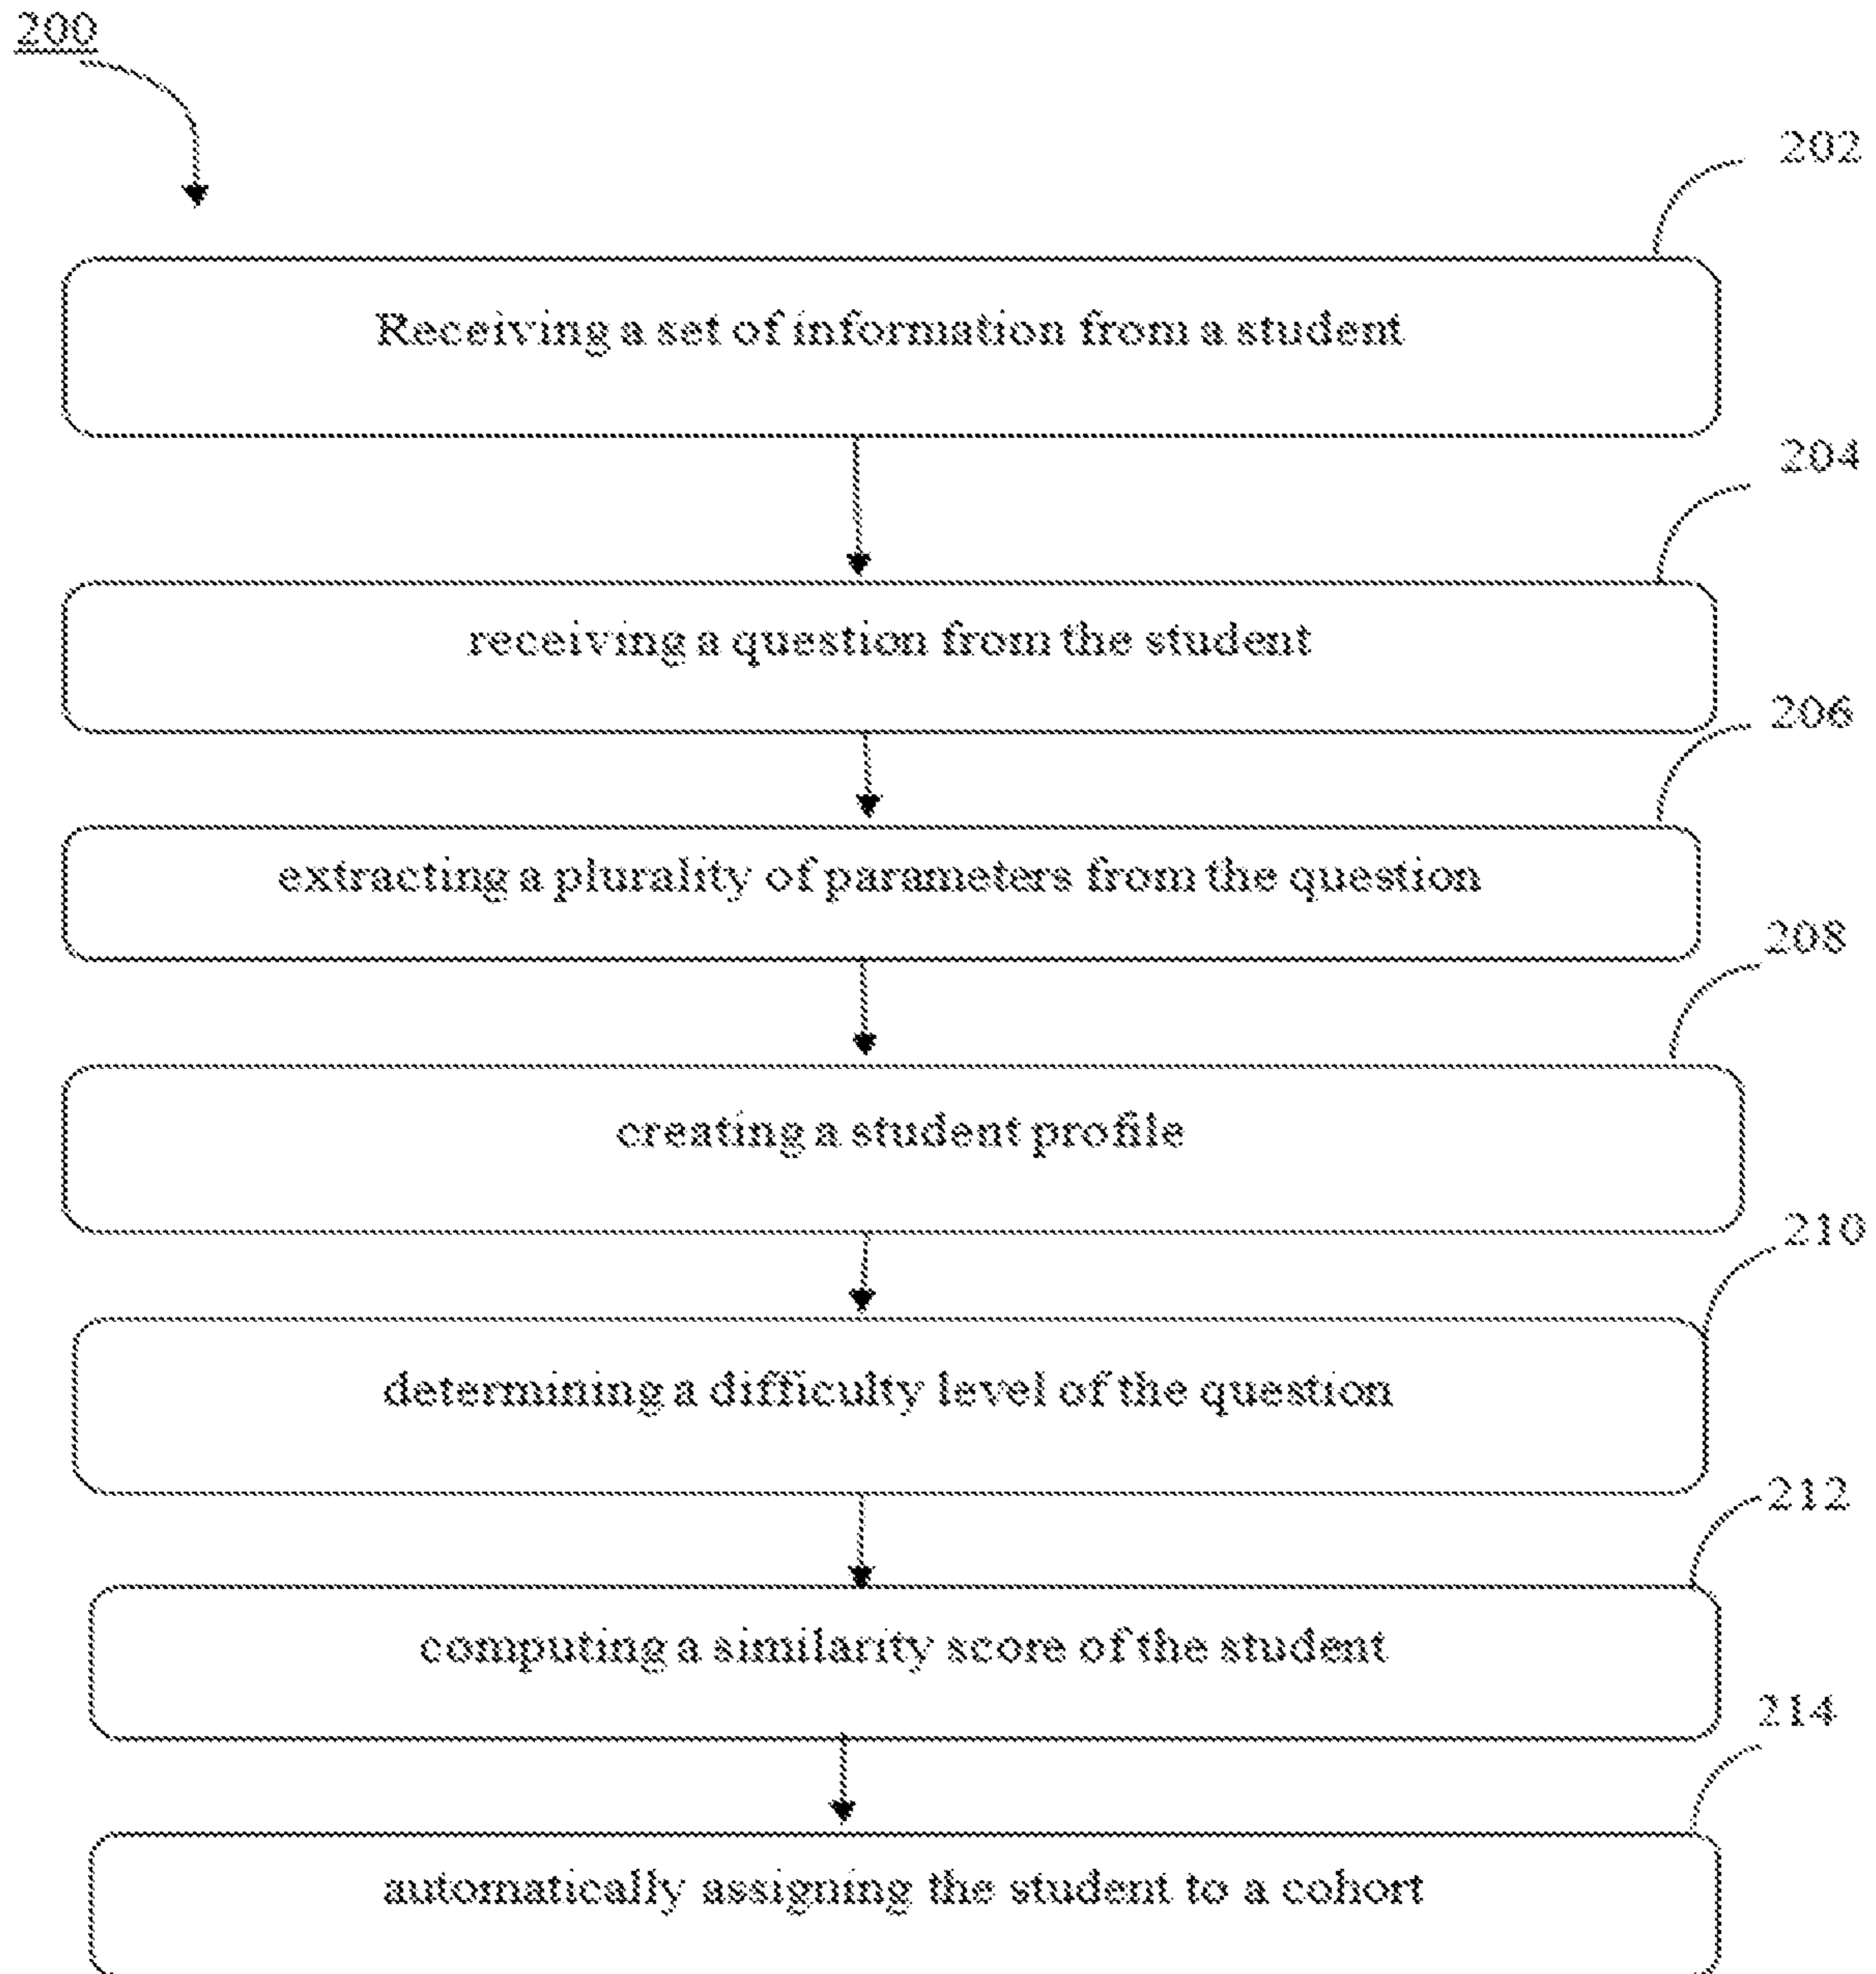 200
202
Receiving a set of information from a student
204
receiving a question from the student
206
extracting a plurality of parameters from the question
208
creating a student profile
210
determining a difficulty level of the question
212
computing a similarity score of the student
214
automatically assigning the student to a cohort